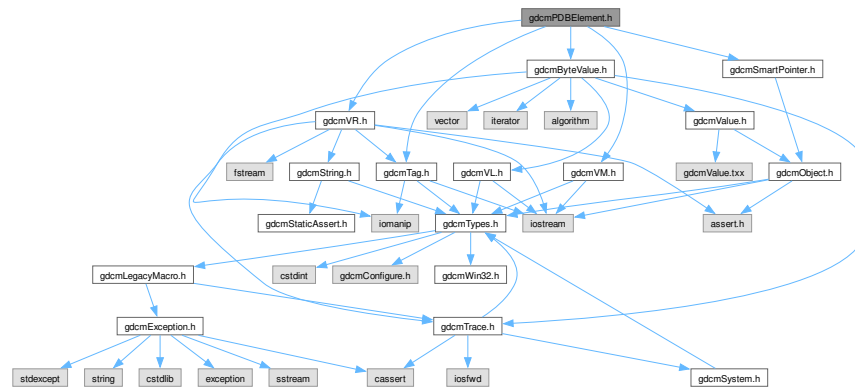 gdcmPDBElement.h
gdcmByteValue.h
gdcmSmartPointer.h
vector
iterator
algorithm
gdcmVR.h
gdcmValue.h
fstream
gdcmString.h
gdcmTag.h
gdcmVL.h
gdcmVM.h
gdcmValue.txx
gdcmObject.h
gdcmStaticAssert.h
iomanip
gdcmTypes.h
iostream
assert.h
gdcmLegacyMacro.h
cstdint
gdcmConfigure.h
gdcmWin32.h
gdcmException.h
gdcmTrace.h
stdexcept
string
cstdlib
exception
sstream
cassert
iosfwd
gdcmSystem.h